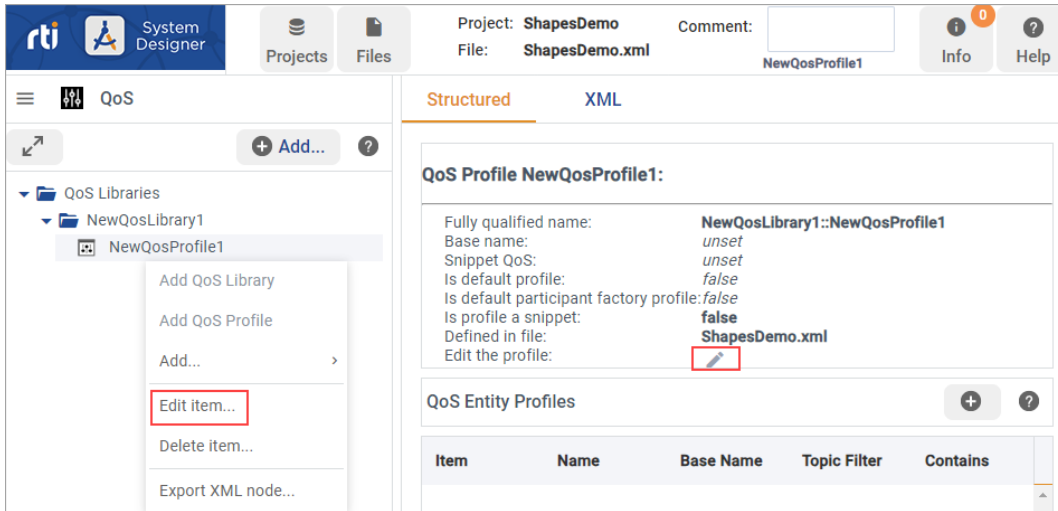 rti
System
Designer
Projects
Files
Project: ShapesDemo
File: ShapesDemo.xml
Comment:
NewQosProfile1
0
Info
?
Help
QoS
Structured
XML
Add...
?
QoS Profile NewQosProfile1:
QoS Libraries
NewQosLibrary1
NewQosProfile1
Fully qualified name: NewQosLibrary1::NewQosProfile1
Base name: unset
Snippet QoS: unset
Is default profile: false
Is default participant factory profile: false
Is profile a snippet: false
Defined in file: ShapesDemo.xml
Edit the profile:
Add QoS Library
Add QoS Profile
Add...
Edit item...
Delete item...
Export XML node...
QoS Entity Profiles
?
Item Name Base Name Topic Filter Contains